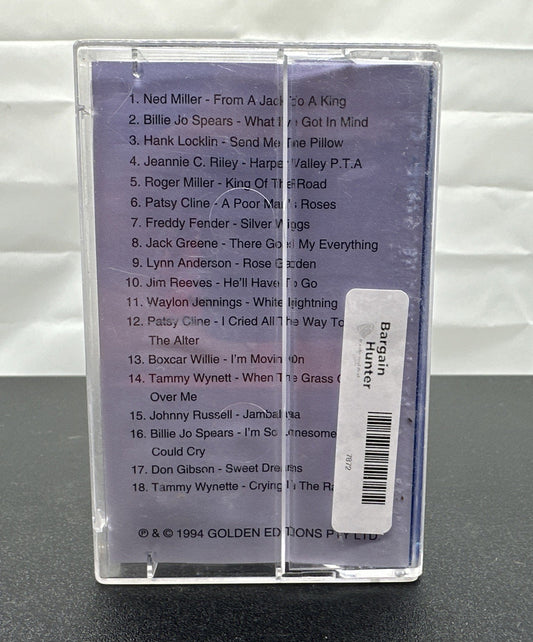 1. Ned Miller - From A Jack To A King
2. Billie Jo Spears - What I've Got In Mind
3. Hank Locklin - Send Me The Pillow
4. Jeannie C. Riley - Harper Valley P.T.A
5. Roger Miller - King Of The Road
6. Patsy Cline - A Poor Man's Roses
7. Freddy Fender - Silver Wings
8. Jack Greene - There Goes My Everything
9. Lynn Anderson - Rose Garden
10. Jim Reeves - He'll Have To Go
11. Waylon Jennings - White Lightning
12. Patsy Cline - I Cried All The Way To
The Alter
13. Boxcar Willie - I'm Movin' On
14. Tammy Wynett - When The Grass
Over Me
15. Johnny Russell - Jambalaya
16. Billie Jo Spears - I'm So Lonesome
Could Cry
17. Don Gibson - Sweet Dreams
18. Tammy Wynette - Crying In The
℗ & © 1994 GOLDEN EDITIONS PTY LTD
Bargain
Hunter
7872